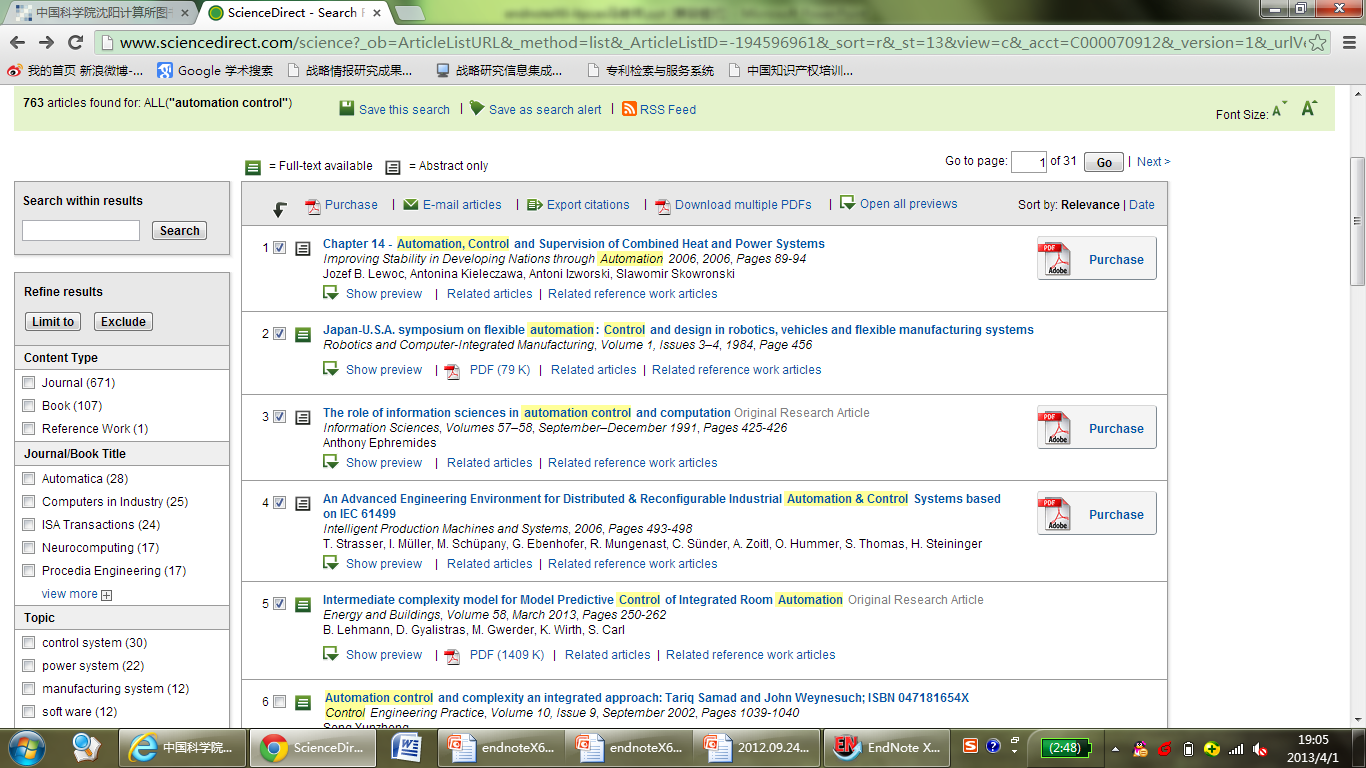 中国科学院沈阳计算所图书
ScienceDirect - Search R
www.sciencedirect.com/science?_ob=ArticleListURL&_method=list&_ArticleListID=-194596961&_sort=r&_st=13&view=c&_acct=C000070912&_version=1&_urlVe
我的首页 新浪微博-... Google 学术搜索 战略情报研究成果... 战略研究信息集成... 专利检索与服务系统 中国知识产权培训...
763 articles found for: ALL("automation control")
Save this search | Save as search alert | RSS Feed
Font Size: A A
= Full-text available = Abstract only
Go to page: 1 of 31 Go | Next >
Search within results
Search
Purchase | E-mail articles | Export citations | Download multiple PDFs | Open all previews
Sort by: Relevance | Date
Refine results
Limit to Exclude
Content Type
Journal (671)
Book (107)
Reference Work (1)
Journal/Book Title
Automatica (28)
Computers in Industry (25)
ISA Transactions (24)
Neurocomputing (17)
Procedia Engineering (17)
view more
Topic
control system (30)
power system (22)
manufacturing system (12)
soft ware (12)
1 Chapter 14 - Automation, Control and Supervision of Combined Heat and Power Systems
Improving Stability in Developing Nations through Automation 2006, 2006, Pages 89-94
Jozef B. Lewoc, Antonina Kieleczawa, Antoni Izworski, Slawomir Skowronski
Show preview | Related articles | Related reference work articles
PDF Adobe Purchase
2 Japan-U.S.A. symposium on flexible automation: Control and design in robotics, vehicles and flexible manufacturing systems
Robotics and Computer-Integrated Manufacturing, Volume 1, Issues 3–4, 1984, Page 456
Show preview | PDF (79 K) | Related articles | Related reference work articles
3 The role of information sciences in automation control and computation Original Research Article
Information Sciences, Volumes 57–58, September–December 1991, Pages 425-426
Anthony Ephremides
Show preview | Related articles | Related reference work articles
PDF Adobe Purchase
4 An Advanced Engineering Environment for Distributed & Reconfigurable Industrial Automation & Control Systems based
on IEC 61499
Intelligent Production Machines and Systems, 2006, Pages 493-498
T. Strasser, I. Müller, M. Schüpany, G. Ebenhofer, R. Mungenast, C. Sünder, A. Zoitl, O. Hummer, S. Thomas, H. Steininger
Show preview | Related articles | Related reference work articles
PDF Adobe Purchase
5 Intermediate complexity model for Model Predictive Control of Integrated Room Automation Original Research Article
Energy and Buildings, Volume 58, March 2013, Pages 250-262
B. Lehmann, D. Gyalistras, M. Gwerder, K. Wirth, S. Carl
Show preview | PDF (1409 K) | Related articles | Related reference work articles
6 Automation control and complexity an integrated approach: Tariq Samad and John Weynesuch; ISBN 047181654X
Control Engineering Practice, Volume 10, Issue 9, September 2002, Pages 1039-1040
中国科学院... ScienceDir... endnoteX6... endnoteX6... 2012.09.24... EndNote X... (2:48)
19:05
2013/4/1